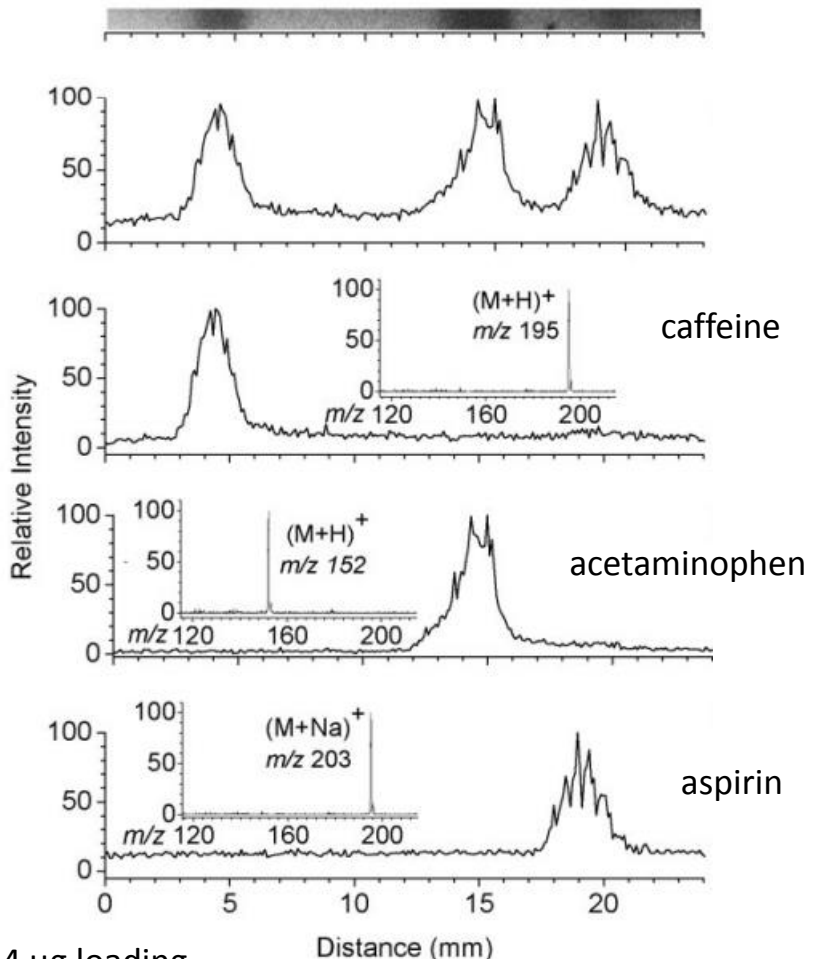 100
50
0
100
50
0
(M+H)+
m/z 195
100
50
0
m/z 120 160 200
caffeine
Relative Intensity
100
50
0
(M+H)+
m/z 152
100
50
0
m/z 120 160 200
acetaminophen
100
50
0
(M+Na)+
m/z 203
100
50
0
m/z 120 160 200
aspirin
0 5 10 15 20
Distance (mm)
4 µg loading